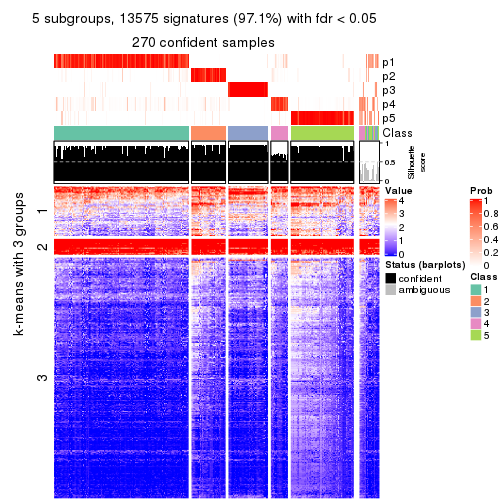 5 subgroups, 13575 signatures (97.1%) with fdr < 0.05
270 confident samples
p1
p2
p3
p4
p5
Class
1
0.5
0
Silhouette score
k-means with 3 groups
1
2
3
Value
4
3
2
1
0
Status (barplots)
confident
ambiguous
Prob
1
0.8
0.6
0.4
0.2
0
Class
1
2
3
4
5